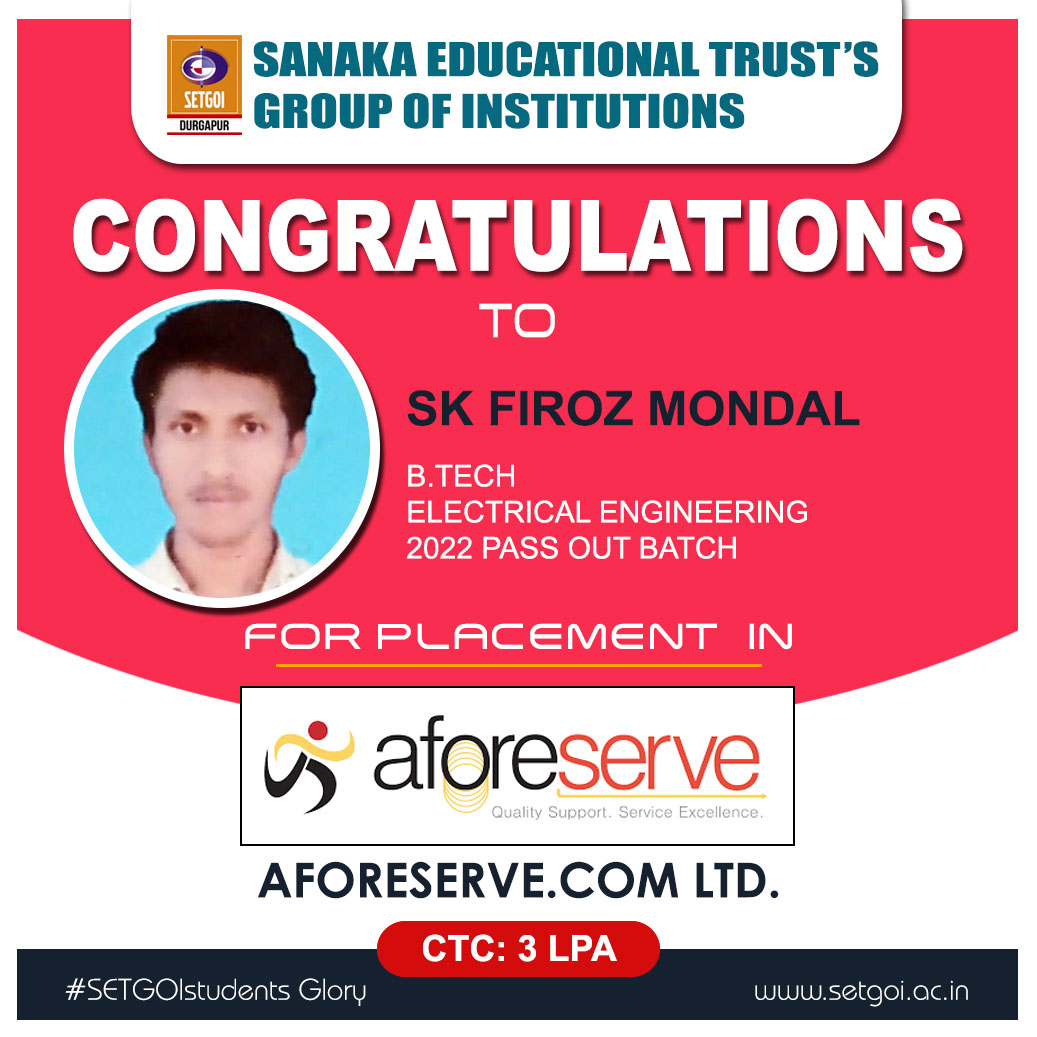 SETGOI
DURGAPUR
SANAKA EDUCATIONAL TRUST’S
GROUP OF INSTITUTIONS
CONGRATULATIONS
TO
SK FIROZ MONDAL
B.TECH
ELECTRICAL ENGINEERING
2022 PASS OUT BATCH
FOR PLACEMENT IN
aforeserve
Quality Support. Service Excellence.
AFORESERVE.COM LTD.
CTC: 3 LPA
#SETGOIstudents Glory
www.setgoi.ac.in